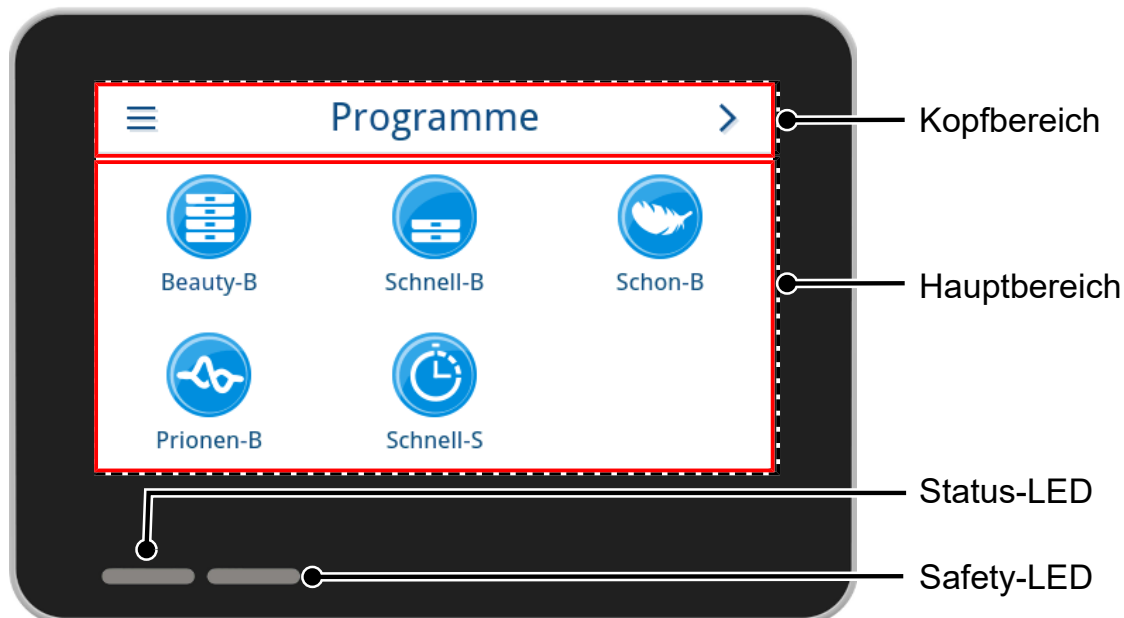 Programme
Kopfbereich
Beauty-B
Schnell-B
Schon-B
Hauptbereich
Prionen-B
Schnell-S
Status-LED
Safety-LED